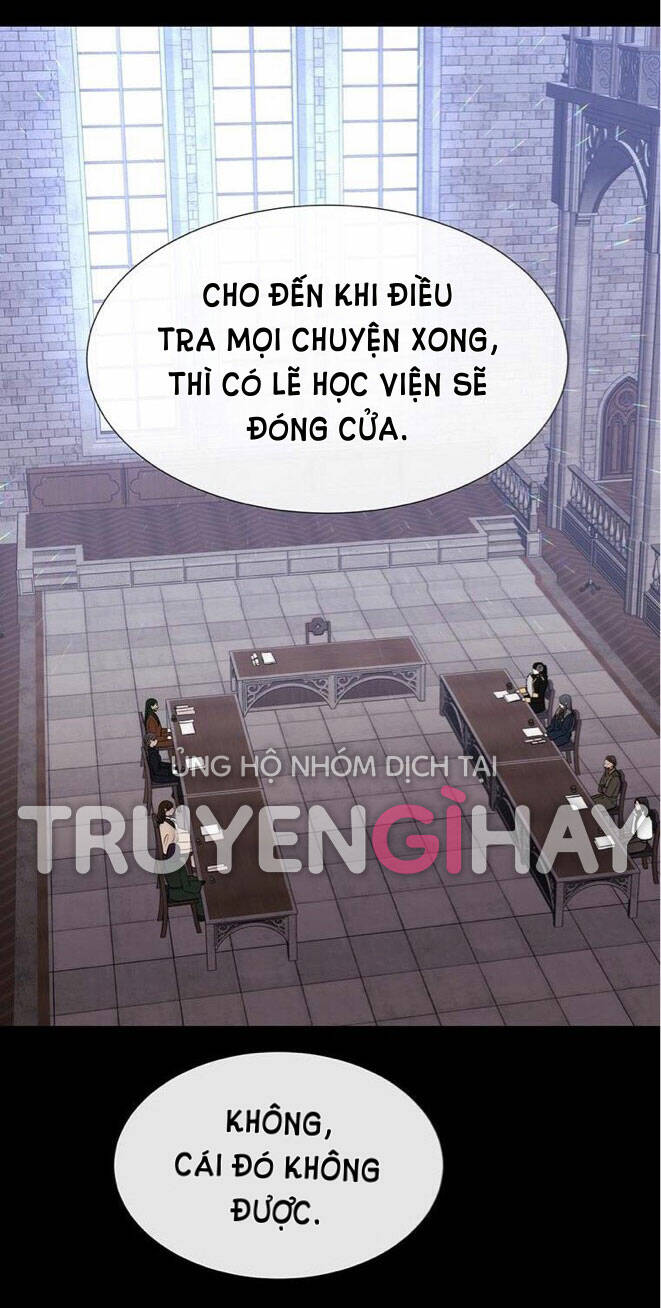 CHO ĐẾN KHI ĐIỀU
TRA MỌI CHUYỆN XONG,
THÌ CÓ LẼ HỌC VIỆN SẼ
ĐÓNG CỬA.
ỦNG HỘ NHÓM DỊCH TẠI
TRUYENGÌHAY
KHÔNG,
CÁI ĐÓ KHÔNG
ĐƯỢC.